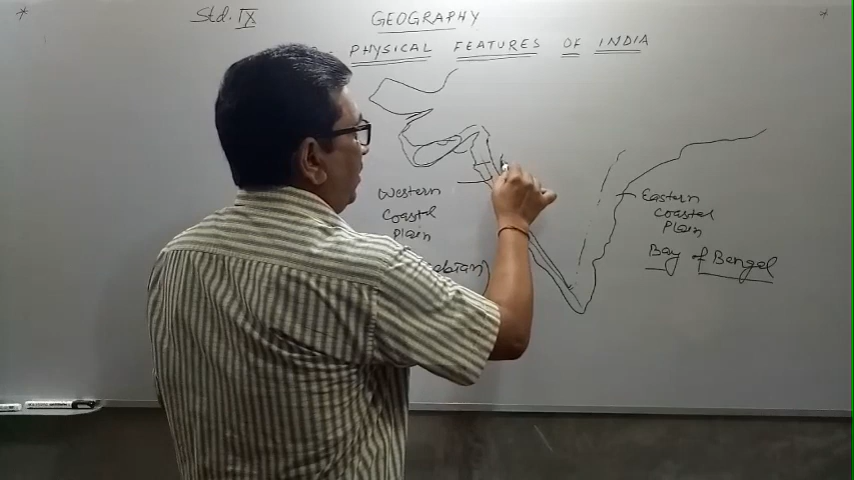 Std. IX
GEOGRAPHY
PHYSICAL FEATURES OF INDIA
Western
Coastal
Plain
Eastern
Coastal
Plain
Bay of Bengal